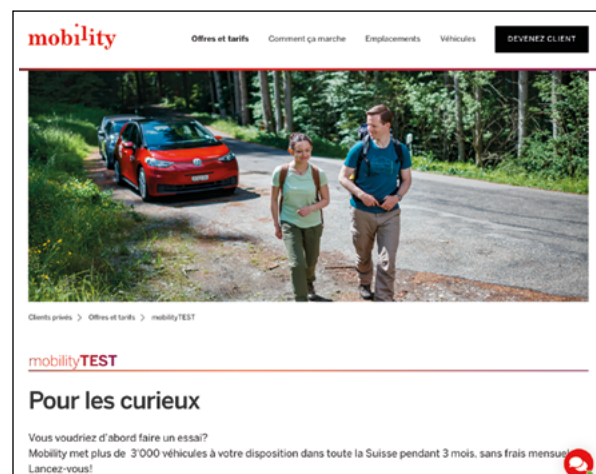 mobility
Offres et tarifs Comment ça marche Emplacements Véhicules DEVENEZ CLIENT
Clients privés > Offres et tarifs > mobilityTEST
mobilityTEST
Pour les curieux
Vous voudriez d'abord faire un essai?
Mobility met plus de 3'000 véhicules à votre disposition dans toute la Suisse pendant 3 mois, sans frais mensuel
Lancez-vous!